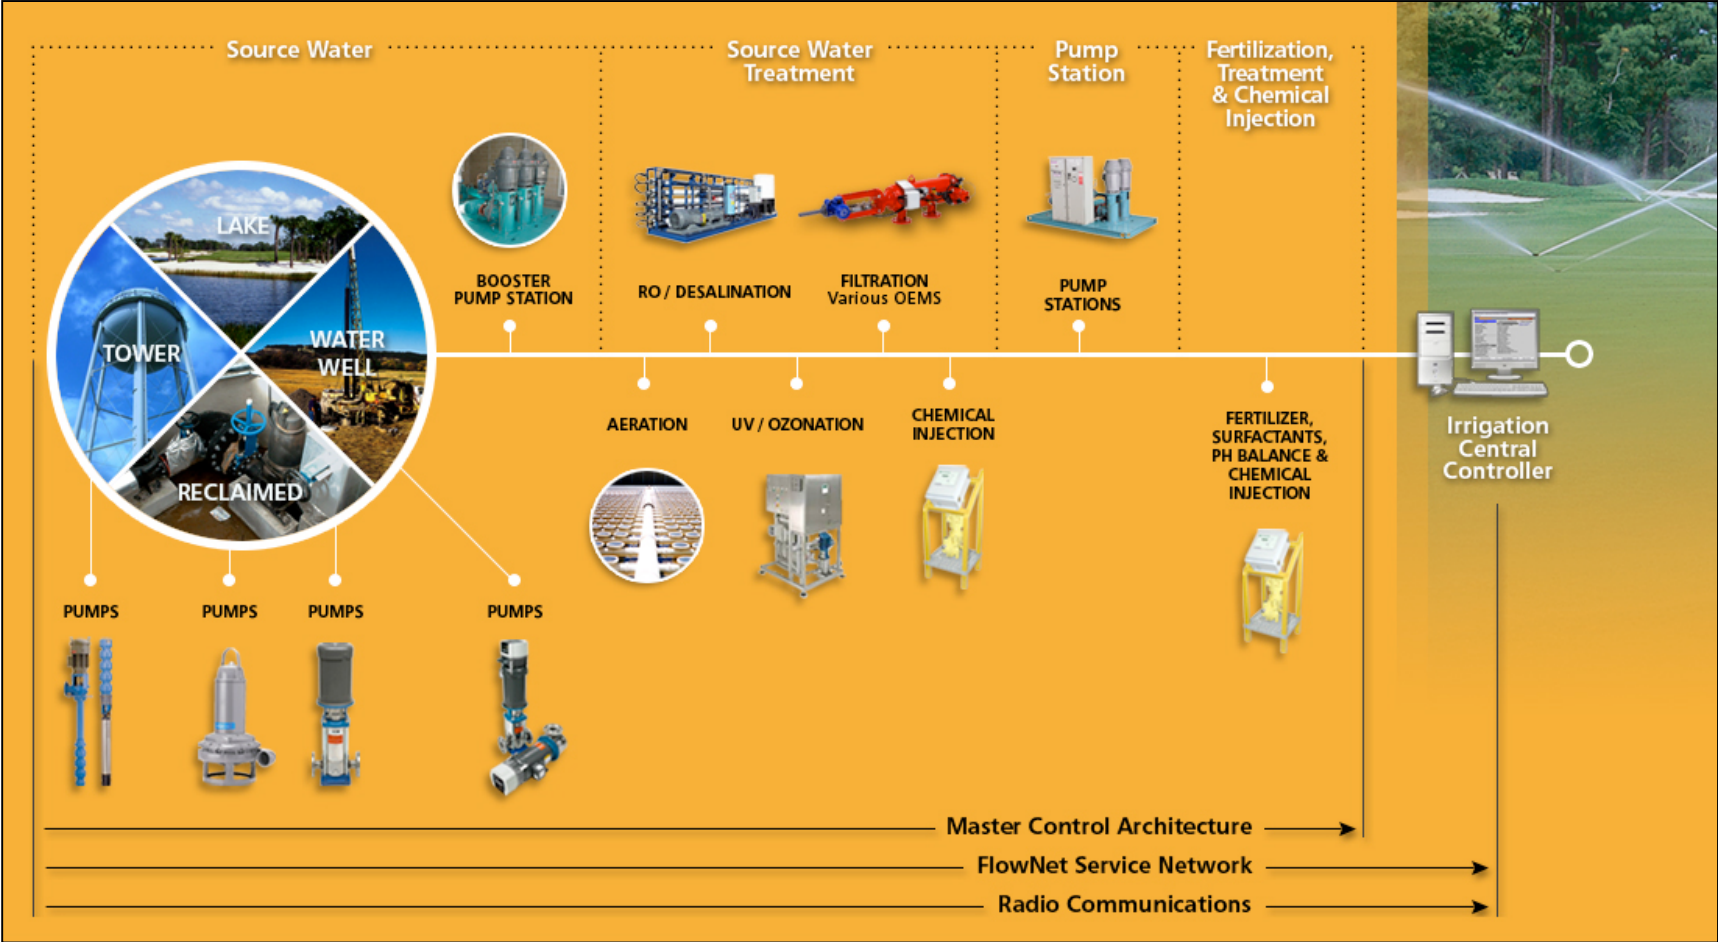 Source Water
Source Water
Treatment
Pump
Station
Fertilization,
Treatment
& Chemical
Injection
LAKE
TOWER
WATER
WELL
RECLAIMED
BOOSTER
PUMP STATION
RO / DESALINATION
FILTRATION
Various OEMS
PUMP
STATIONS
AERATION
UV / OZONATION
CHEMICAL
INJECTION
FERTILIZER,
SURFACTANTS,
PH BALANCE &
CHEMICAL
INJECTION
Irrigation
Central
Controller
PUMPS
PUMPS
PUMPS
PUMPS
Master Control Architecture
FlowNet Service Network
Radio Communications